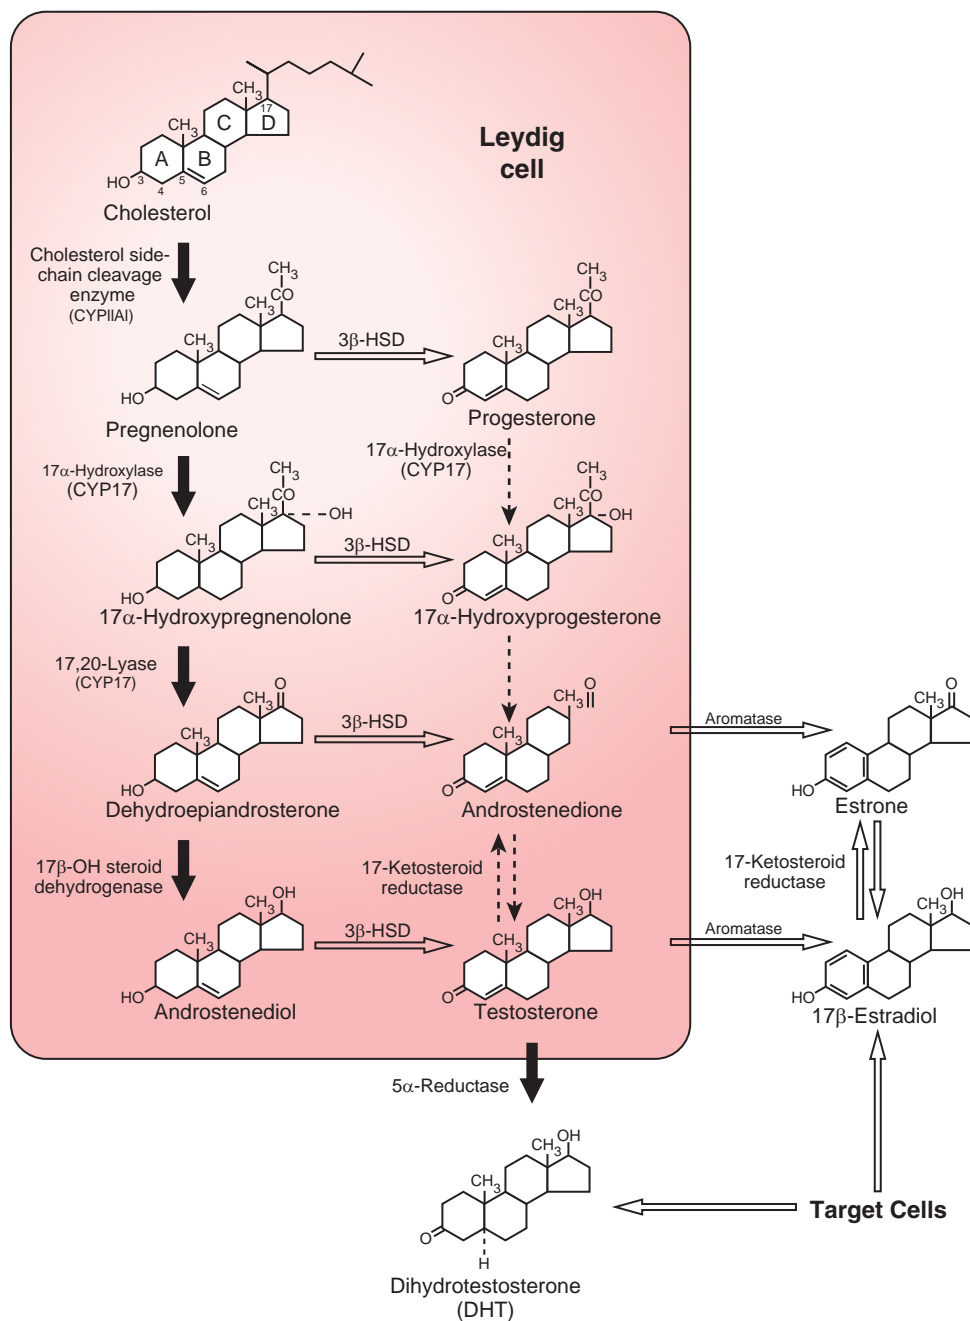 CH3
17
C
D
CH3
A
B
HO
3
4
5
6
Leydig
cell
Cholesterol
Cholesterol side-
chain cleavage
enzyme
(CYPIIAI)
CH3
CO
CH3
CH3
HO
Pregnenolone
3β-HSD
CH3
CO
CH3
CH3
O
Progesterone
17α-Hydroxylase
(CYP17)
17α-Hydroxylase
(CYP17)
CH3
CO
CH3
OH
CH3
HO
17α-Hydroxypregnenolone
3β-HSD
CH3
CO
CH3
OH
CH3
O
17α-Hydroxyprogesterone
17,20-Lyase
(CYP17)
O
CH3
CH3
HO
Dehydroepiandrosterone
3β-HSD
O
CH3
CH3
O
Androstenedione
Aromatase
CH3
O
HO
Estrone
17β-OH steroid
dehydrogenase
17-Ketosteroid
reductase
17-Ketosteroid
reductase
OH
CH3
CH3
HO
Androstenediol
3β-HSD
OH
CH3
CH3
O
Testosterone
Aromatase
OH
CH3
HO
17β-Estradiol
5α-Reductase
OH
CH3
CH3
O
H
Dihydrotestosterone
(DHT)
Target Cells